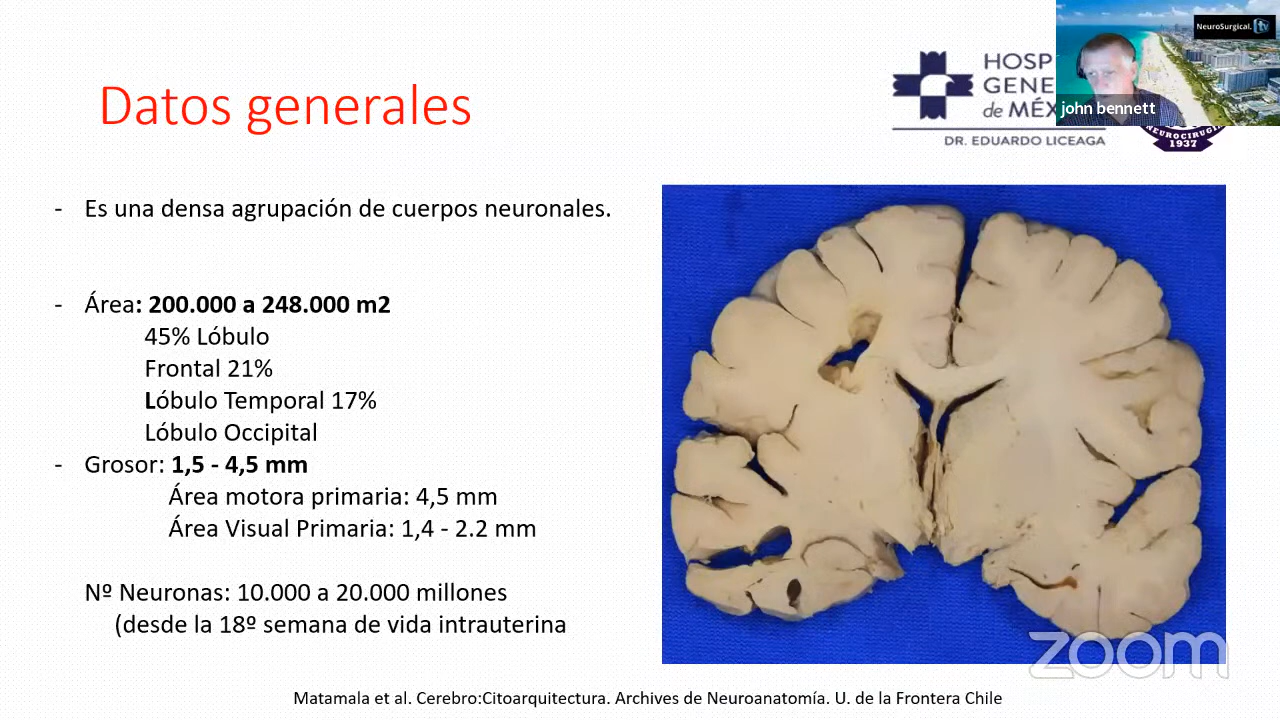 NeuroSurgical.tv
john bennett
HOSP
GENE
de MÉX
DR. EDUARDO LICEAGA
NEUROCIRUGI
1937
Datos generales
- Es una densa agrupación de cuerpos neuronales.
- Área: 200.000 a 248.000 m2
45% Lóbulo
Frontal 21%
Lóbulo Temporal 17%
Lóbulo Occipital
- Grosor: 1,5 - 4,5 mm
Área motora primaria: 4,5 mm
Área Visual Primaria: 1,4 - 2.2 mm
Nº Neuronas: 10.000 a 20.000 millones
(desde la 18º semana de vida intrauterina
zoom
Matamala et al. Cerebro:Citoarquitectura. Archives de Neuroanatomía. U. de la Frontera Chile